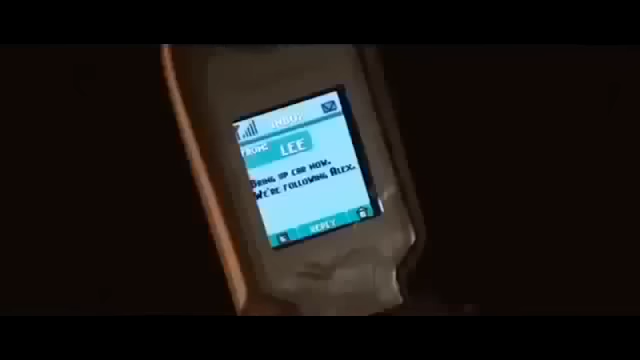 INBOX
FROM: LEE
BRING UP CAR NOW.
WE'RE FOLLOWING ALEX.
REPLY